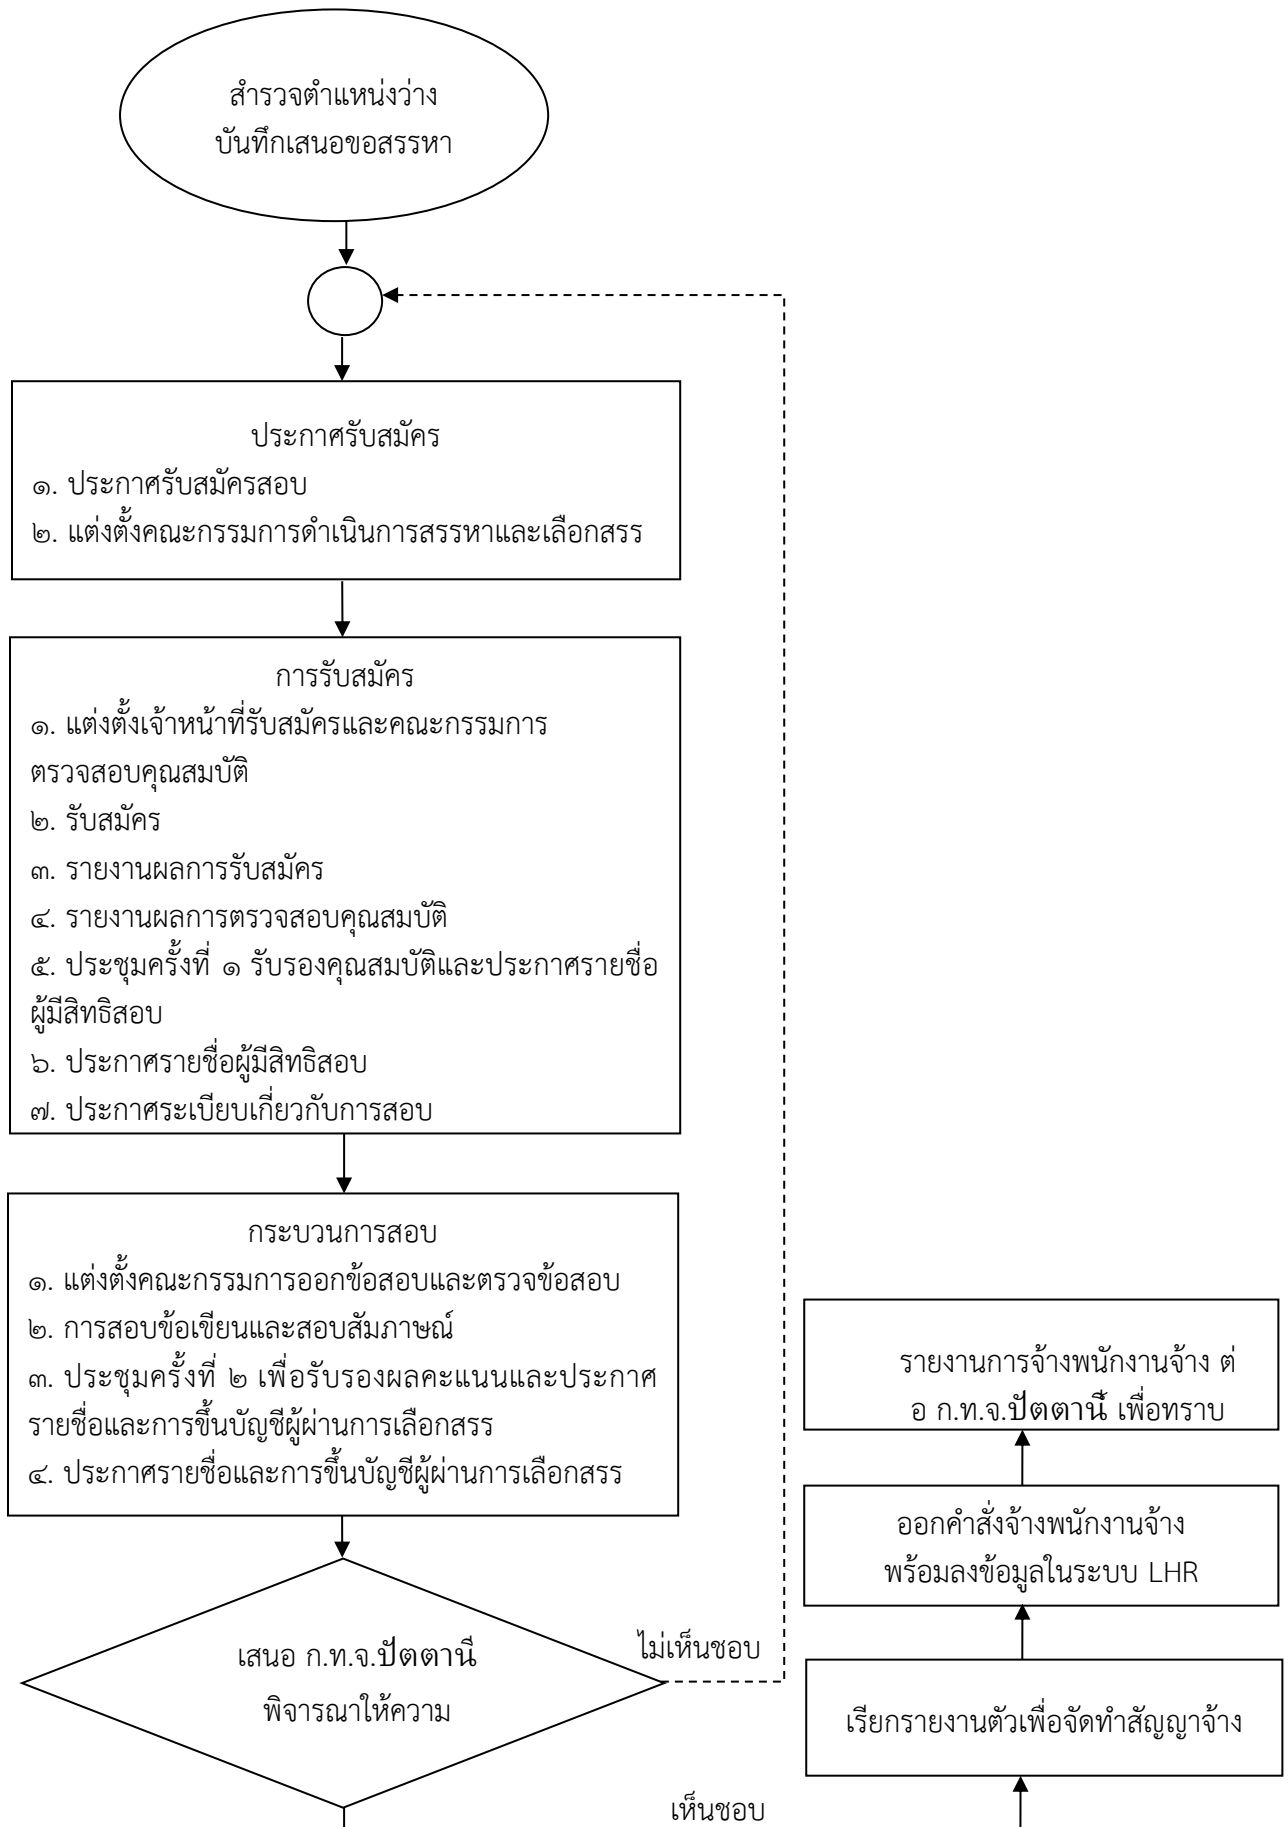 สำรวจตำแหน่งว่าง
บันทึกเสนอขอสรรหา
ประกาศรับสมัคร
๑. ประกาศรับสมัครสอบ
๒. แต่งตั้งคณะกรรมการดำเนินการสรรหาและเลือกสรร
การรับสมัคร
๑. แต่งตั้งเจ้าหน้าที่รับสมัครและคณะกรรมการ
ตรวจสอบคุณสมบัติ
๒. รับสมัคร
๓. รายงานผลการรับสมัคร
๔. รายงานผลการตรวจสอบคุณสมบัติ
๕. ประชุมครั้งที่ ๑ รับรองคุณสมบัติและประกาศรายชื่อ
ผู้มีสิทธิสอบ
๖. ประกาศรายชื่อผู้มีสิทธิสอบ
๗. ประกาศระเบียบเกี่ยวกับการสอบ
กระบวนการสอบ
๑. แต่งตั้งคณะกรรมการออกข้อสอบและตรวจข้อสอบ
๒. การสอบข้อเขียนและสอบสัมภาษณ์
๓. ประชุมครั้งที่ ๒ เพื่อรับรองผลคะแนนและประกาศ
รายชื่อและการขึ้นบัญชีผู้ผ่านการเลือกสรร
๔. ประกาศรายชื่อและการขึ้นบัญชีผู้ผ่านการเลือกสรร
เสนอ ก.ท.จ.ปัตตานี
พิจารณาให้ความ
ไม่เห็นชอบ
เห็นชอบ
เรียกรายงานตัวเพื่อจัดทำสัญญาจ้าง
ออกคำสั่งจ้างพนักงานจ้าง
พร้อมลงข้อมูลในระบบ LHR
รายงานการจ้างพนักงานจ้าง ต่
อ ก.ท.จ.ปัตตานี เพื่อทราบ